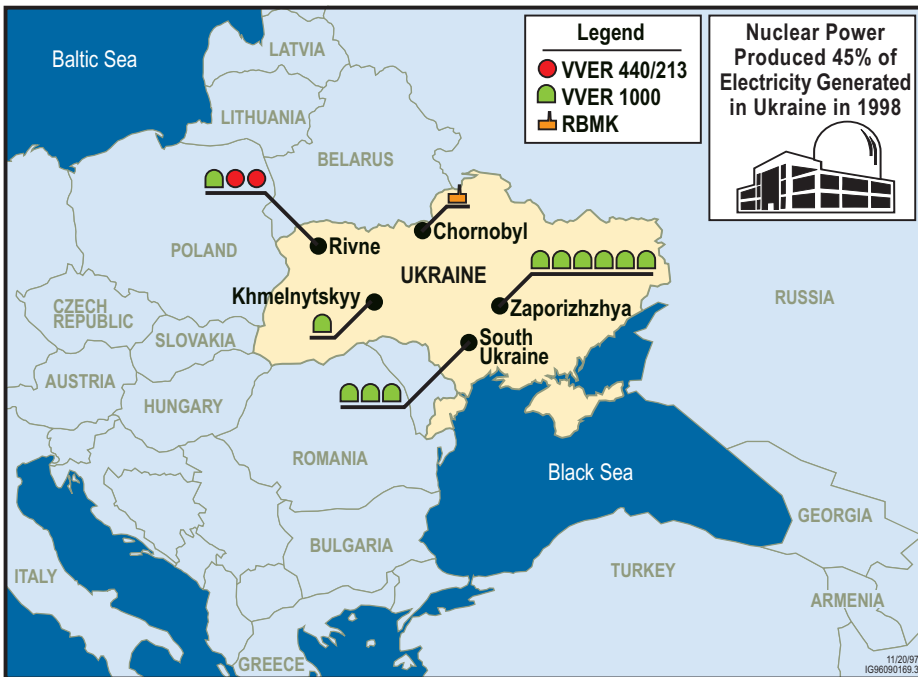 Baltic Sea
LATVIA
LITHUANIA
BELARUS
Legend
VVER 440/213
VVER 1000
RBMK
Nuclear Power
Produced 45% of
Electricity Generated
in Ukraine in 1998
POLAND
Rivne
Chornobyl
UKRAINE
Khmelnytskyy
Zaporizhzhya
South
Ukraine
RUSSIA
CZECH
REPUBLIC
SLOVAKIA
AUSTRIA
HUNGARY
ROMANIA
Black Sea
BULGARIA
GEORGIA
ITALY
TURKEY
ARMENIA
GREECE
11/20/97
IG96090169.3